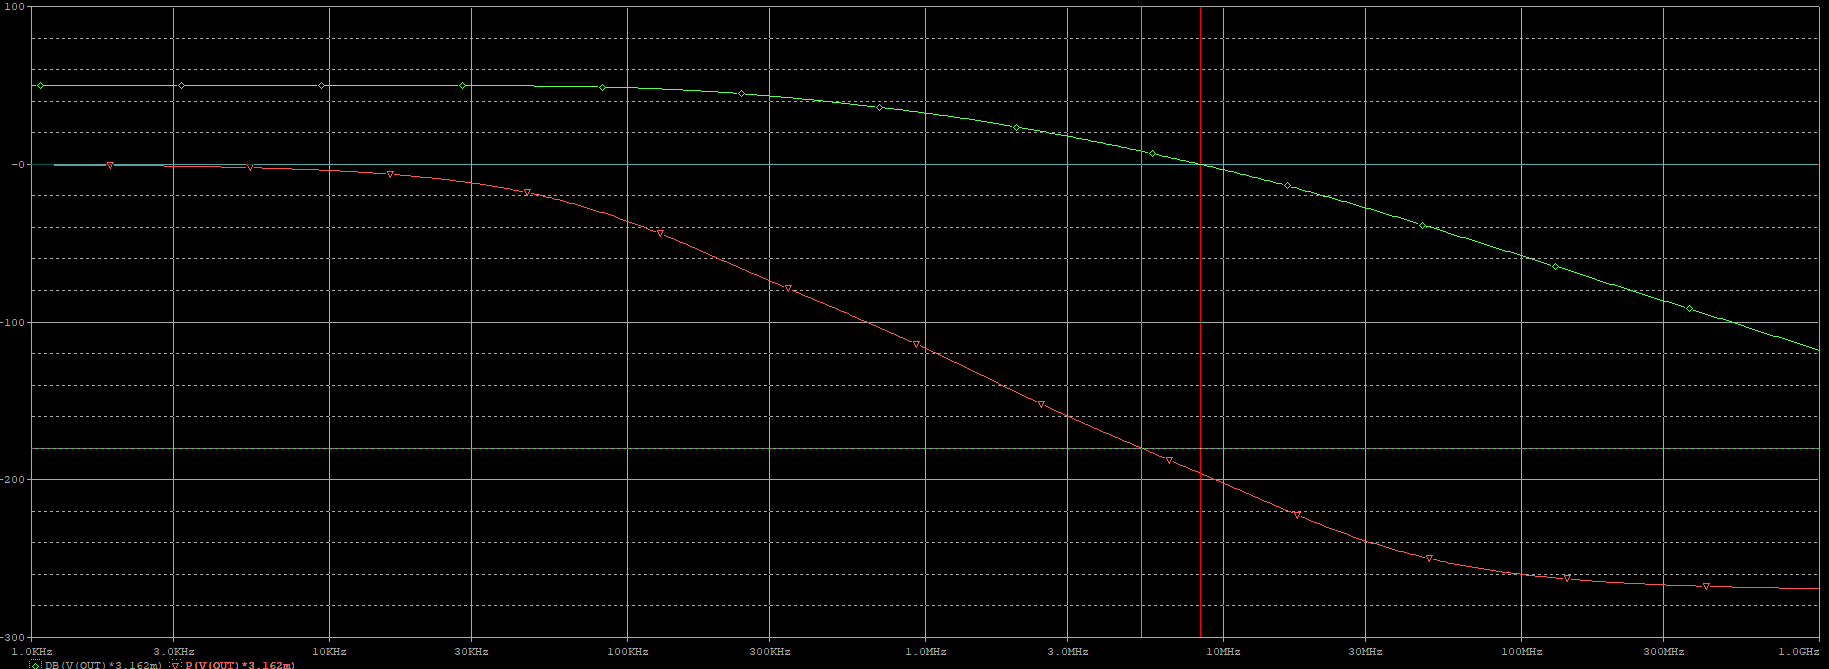 100
-0
-100
-200
-300
1.0KHz 3.0KHz 10KHz 30KHz 100KHz 300KHz 1.0MHz 3.0MHz 10MHz 30MHz 100MHz 300MHz 1.0GHz
DB(V(OUT)*3.162m) P(V(OUT)*3.162m)